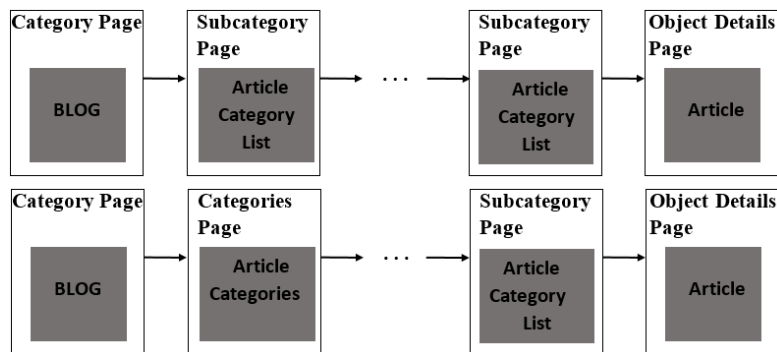 Category Page
BLOG
Subcategory
Page
Article
Category
List
...
Subcategory
Page
Article
Category
List
Object Details
Page
Article
Category Page
BLOG
Categories
Page
Article
Categories
...
Subcategory
Page
Article
Category
List
Object Details
Page
Article